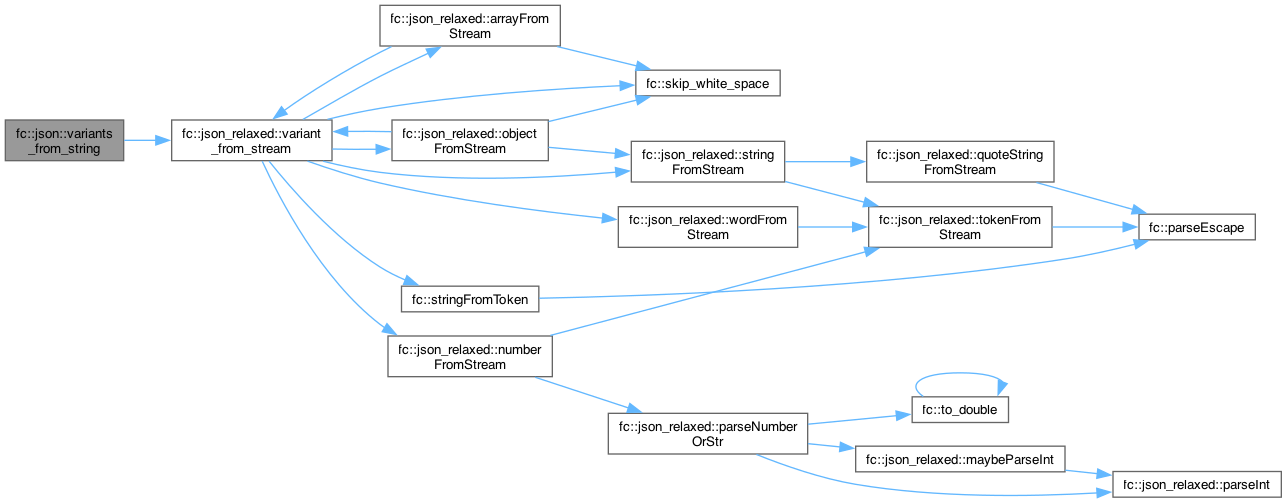 fc::json_relaxed::arrayFrom
Stream
fc::skip_white_space
fc::json::variants
_from_string
fc::json_relaxed::variant
_from_stream
fc::json_relaxed::object
FromStream
fc::json_relaxed::string
FromStream
fc::json_relaxed::quoteString
FromStream
fc::json_relaxed::wordFrom
Stream
fc::json_relaxed::tokenFrom
Stream
fc::parseEscape
fc::stringFromToken
fc::json_relaxed::number
FromStream
fc::to_double
fc::json_relaxed::parseNumber
OrStr
fc::json_relaxed::maybeParseInt
fc::json_relaxed::parseInt